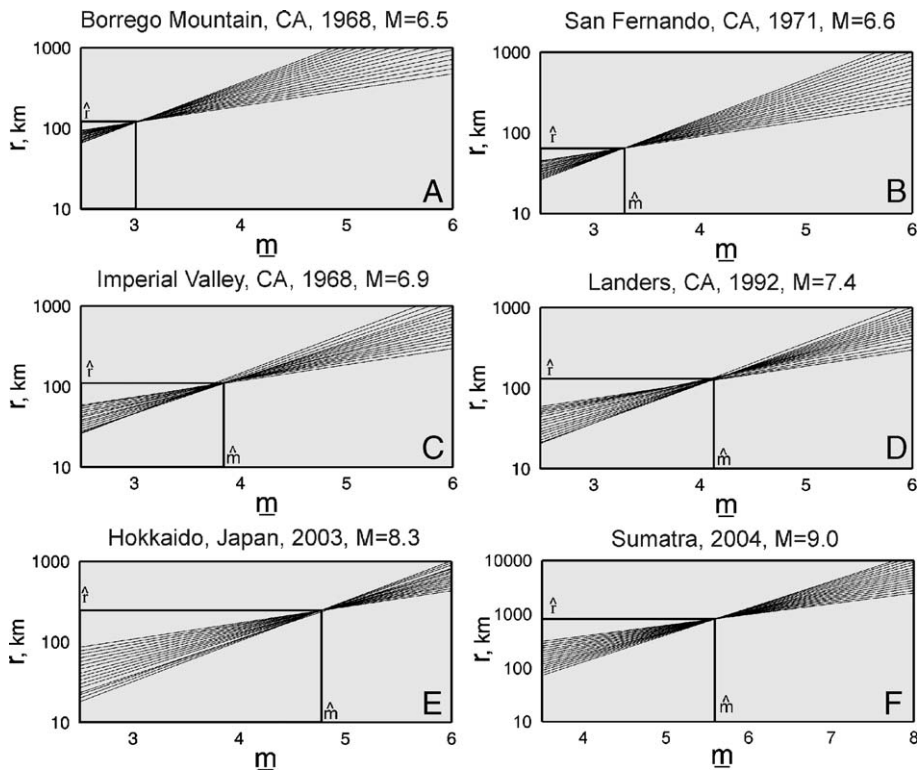 Borrego Mountain, CA, 1968, M=6.5
1000
r̂
r, km
100
10
A
3 4 5 6
m
San Fernando, CA, 1971, M=6.6
1000
r, km
100
r̂
10
m̂
B
3 4 5 6
m
Imperial Valley, CA, 1968, M=6.9
1000
r̂
r, km
100
10
m̂
C
3 4 5 6
m
Landers, CA, 1992, M=7.4
1000
r̂
r, km
100
10
m̂
D
3 4 5 6
m
Hokkaido, Japan, 2003, M=8.3
1000
r̂
r, km
100
10
m̂
E
3 4 5 6
m
Sumatra, 2004, M=9.0
10000
r̂
1000
r, km
100
10
m̂
F
4 5 6 7 8
m